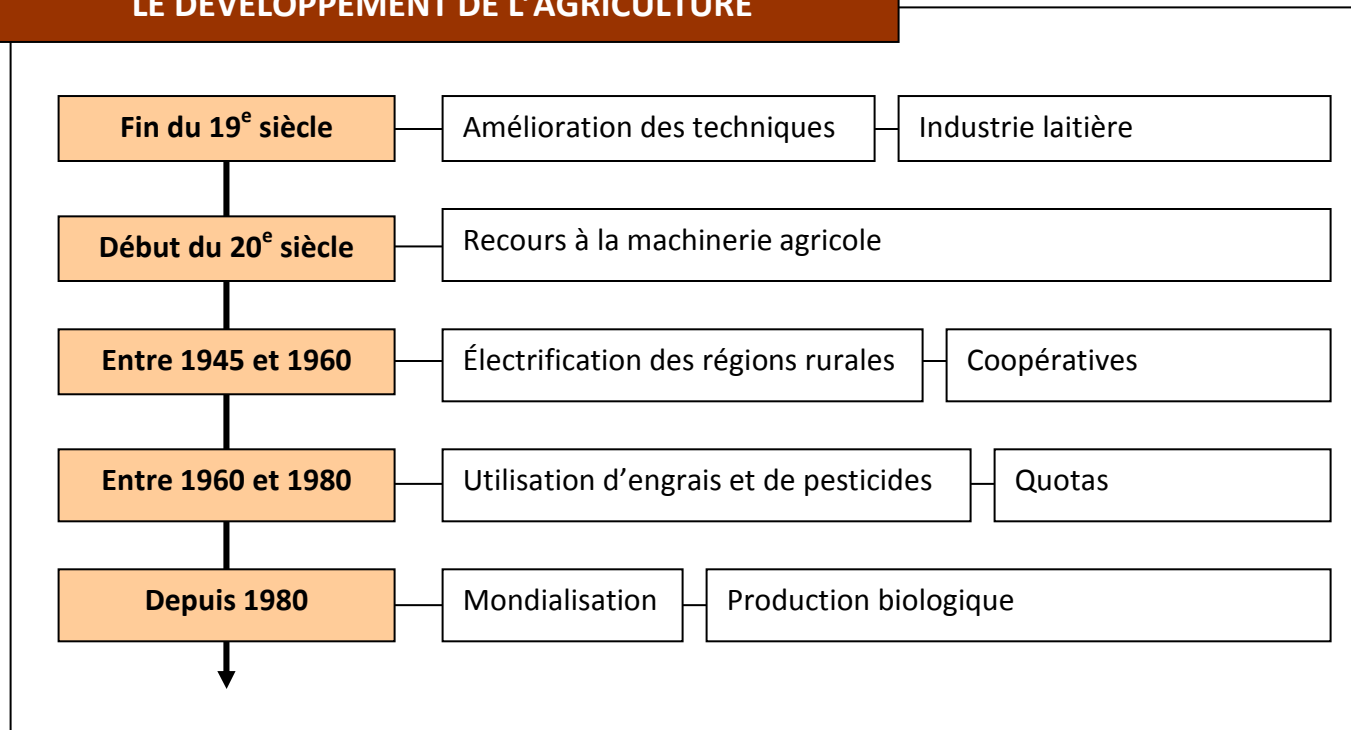 LE DÉVELOPPEMENT DE L'AGRICULTURE
Fin du 19e siècle Amélioration des techniques Industrie laitière
Début du 20e siècle Recours à la machinerie agricole
Entre 1945 et 1960 Électrification des régions rurales Coopératives
Entre 1960 et 1980 Utilisation d'engrais et de pesticides Quotas
Depuis 1980 Mondialisation Production biologique